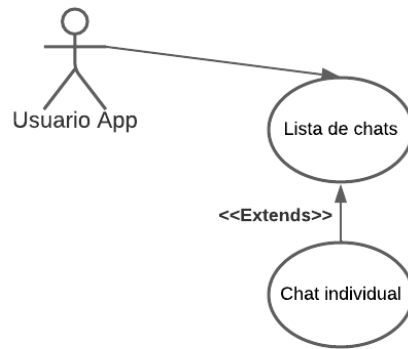 Usuario App
Lista de chats
<<Extends>>
Chat individual